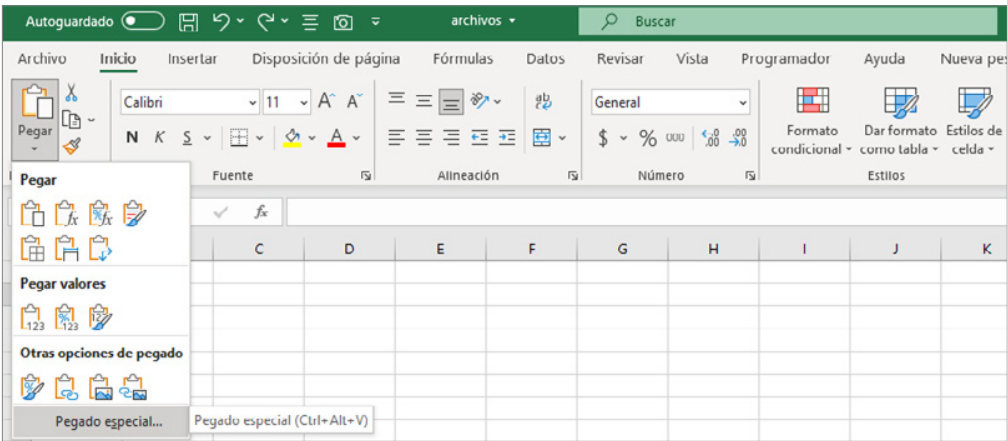 Autoguardado archivos Buscar
Archivo Inicio Insertar Disposición de página Fórmulas Datos Revisar Vista Programador Ayuda Nueva pes
Pegar Calibri 11 General
N K S $ % 000 Formato condicional Dar formato como tabla Estilos de celda
Fuente Alineación Número Estilos
Pegar
fx
C D E F G H I J K
Pegar valores
123 123 123
Otras opciones de pegado
Pegado especial... Pegado especial (Ctrl+Alt+V)